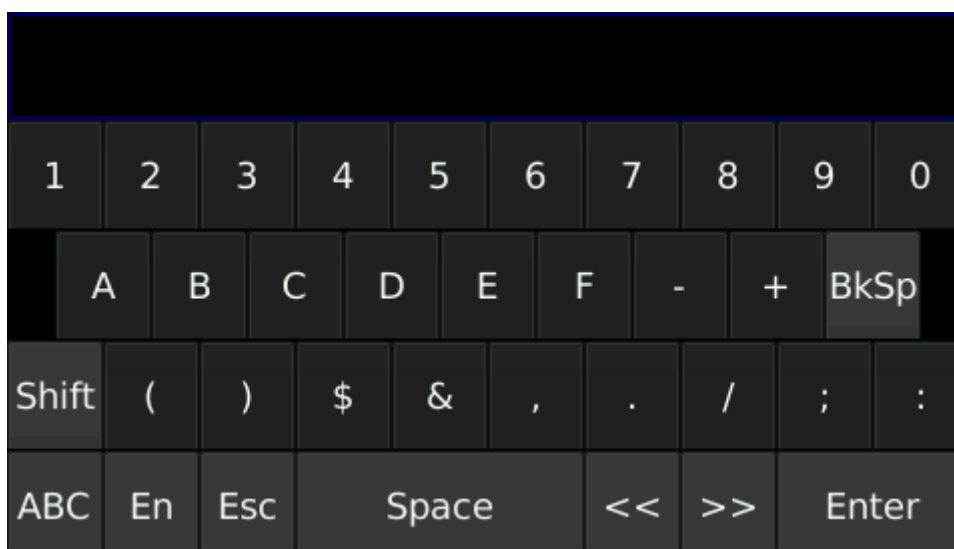 1 2 3 4 5 6 7 8 9 0
A B C D E F - + BkSp
Shift ( ) $ & , . / ; :
ABC En Esc Space << >> Enter